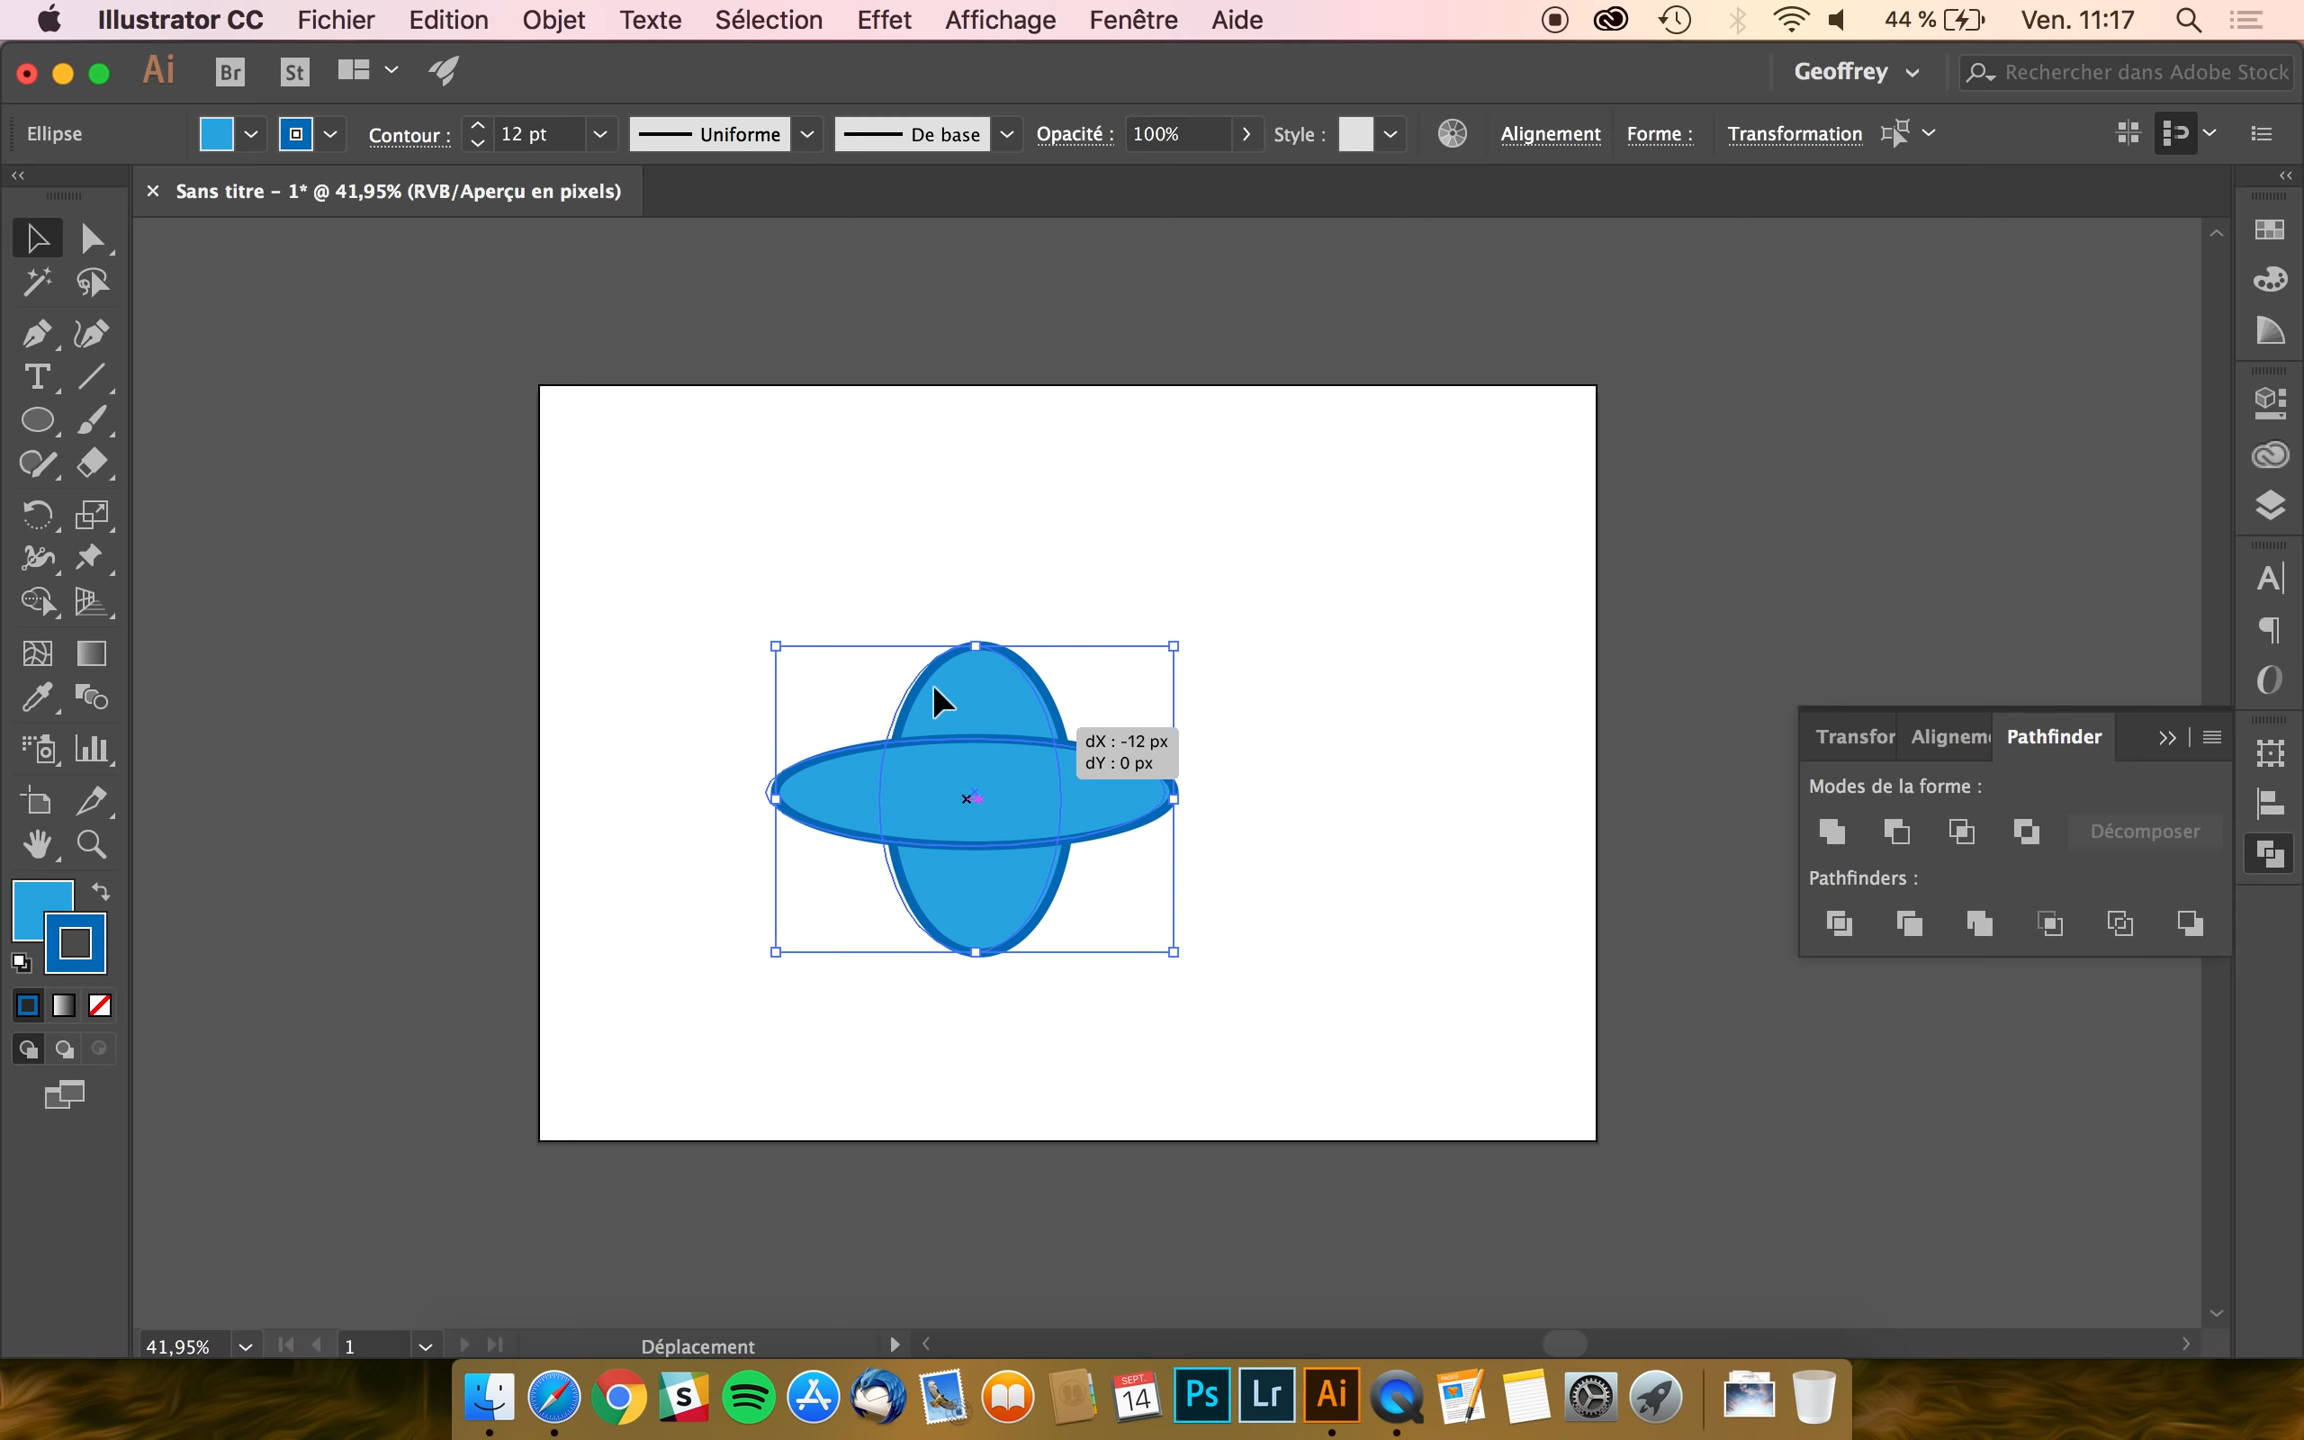 Illustrator CC Fichier Edition Objet Texte Sélection Effet Affichage Fenêtre Aide 44 % Ven. 11:17
Ai Br St Geoffrey Rechercher dans Adobe Stock
Ellipse Contour : 12 pt Uniforme De base Opacité : 100% Style : Alignement Forme : Transformation
× Sans titre - 1* @ 41,95% (RVB/Aperçu en pixels)
dX : -12 px
dY : 0 px
Transfor Alignem Pathfinder
Modes de la forme :
Décomposer
Pathfinders :
41,95% 1 Déplacement
SEPT.
14 Ps Lr Ai